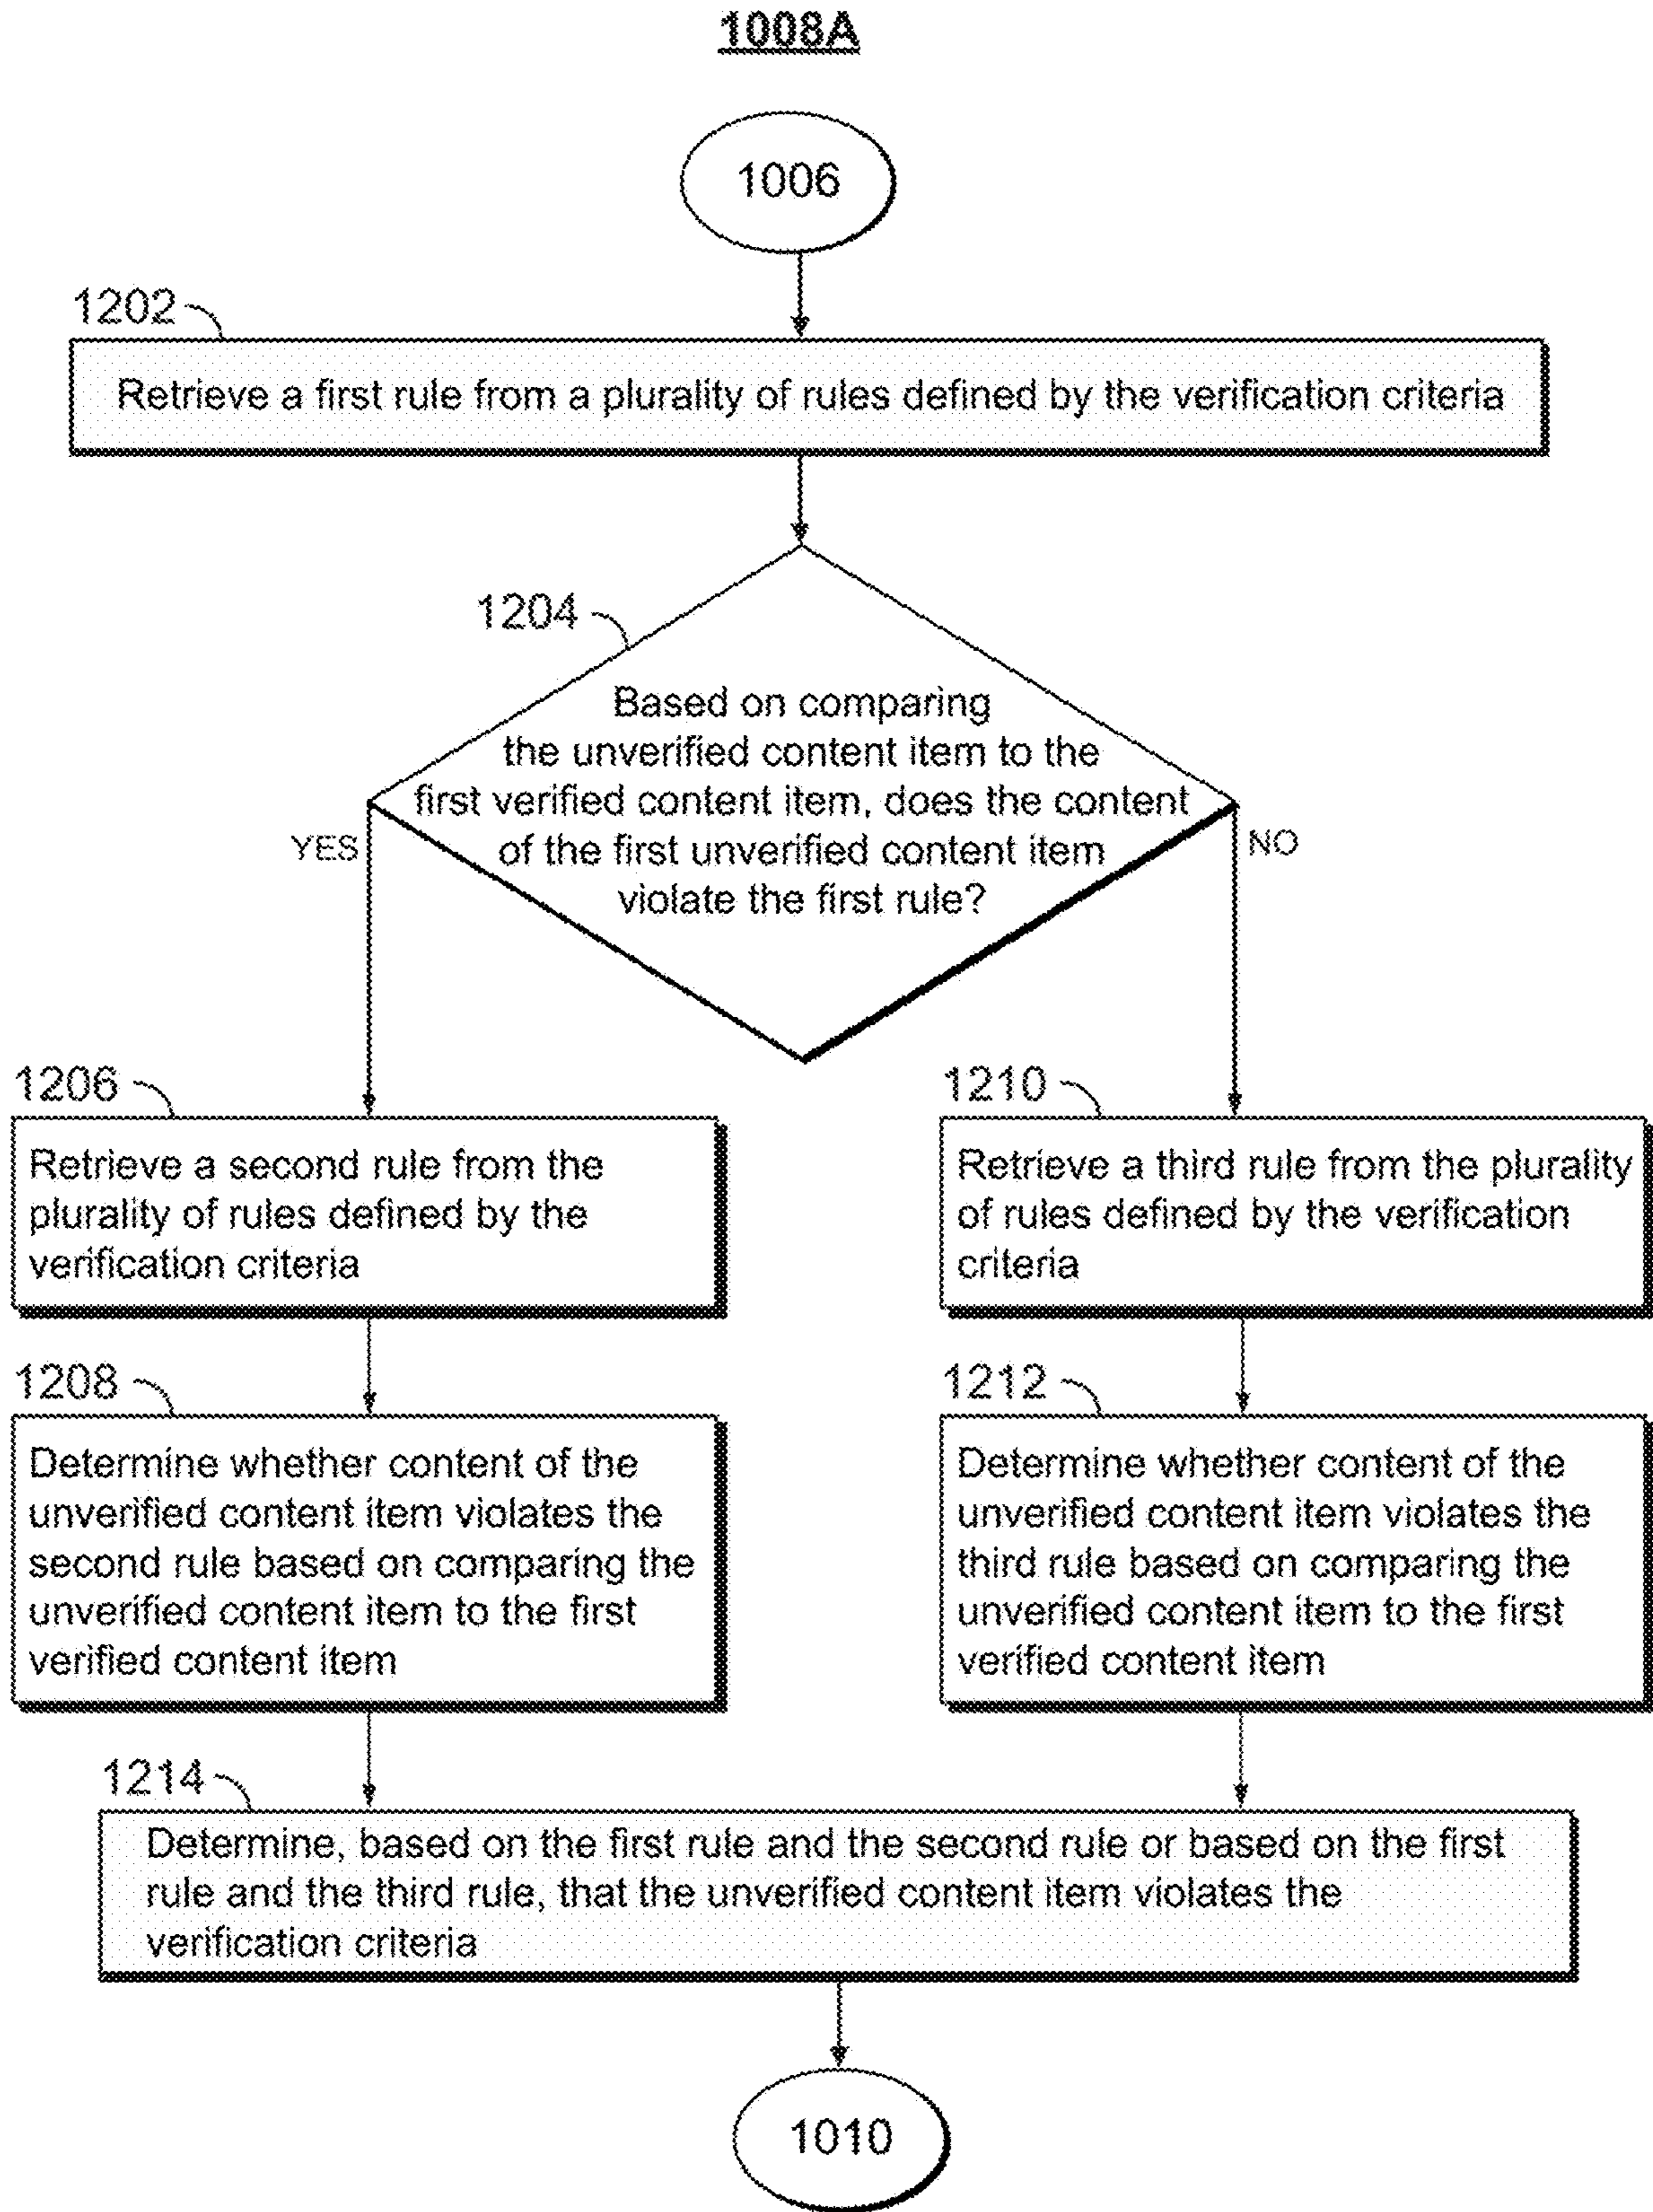 1008A
1006
1202
Retrieve a first rule from a plurality of rules defined by the verification criteria
1204
Based on comparing
the unverified content item to the
first verified content item, does the content
of the first unverified content item
violate the first rule?
YES
NO
1206
Retrieve a second rule from the
plurality of rules defined by the
verification criteria
1210
Retrieve a third rule from the plurality
of rules defined by the verification
criteria
1208
Determine whether content of the
unverified content item violates the
second rule based on comparing the
unverified content item to the first
verified content item
1212
Determine whether content of the
unverified content item violates the
third rule based on comparing the
unverified content item to the first
verified content item
1214
Determine, based on the first rule and the second rule or based on the first
rule and the third rule, that the unverified content item violates the
verification criteria
1010